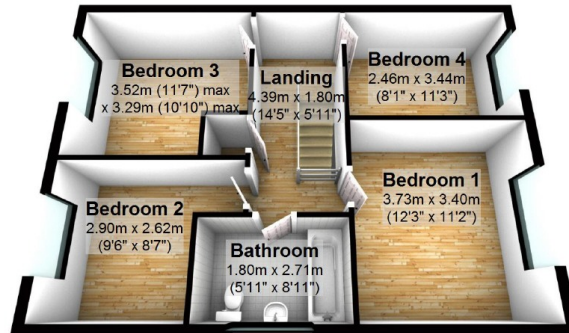 Bedroom 3
3.52m (11'7") max
x 3.29m (10'10") max
Landing
4.39m x 1.80m
(14'5" x 5'11")
Bedroom 4
2.46m x 3.44m
(8'1" x 11'3")
Bedroom 2
2.90m x 2.62m
(9'6" x 8'7")
Bathroom
1.80m x 2.71m
(5'11" x 8'11")
Bedroom 1
3.73m x 3.40m
(12'3" x 11'2")